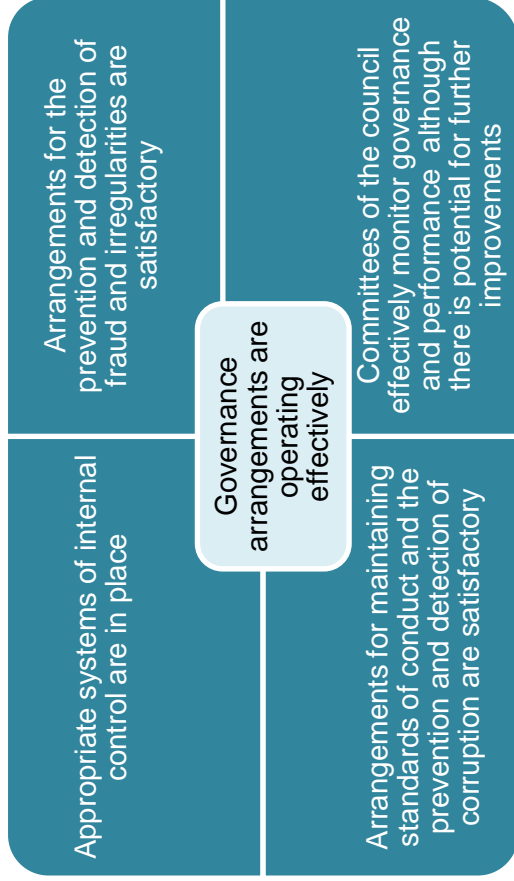 Appropriate systems of internal
control are in place
Arrangements for the
prevention and detection of
fraud and irregularities are
satisfactory
Governance
arrangements are
operating
effectively
Arrangements for maintaining
standards of conduct and the
prevention and detection of
corruption are satisfactory
Committees of the council
effectively monitor governance
and performance although
there is potential for further
improvements